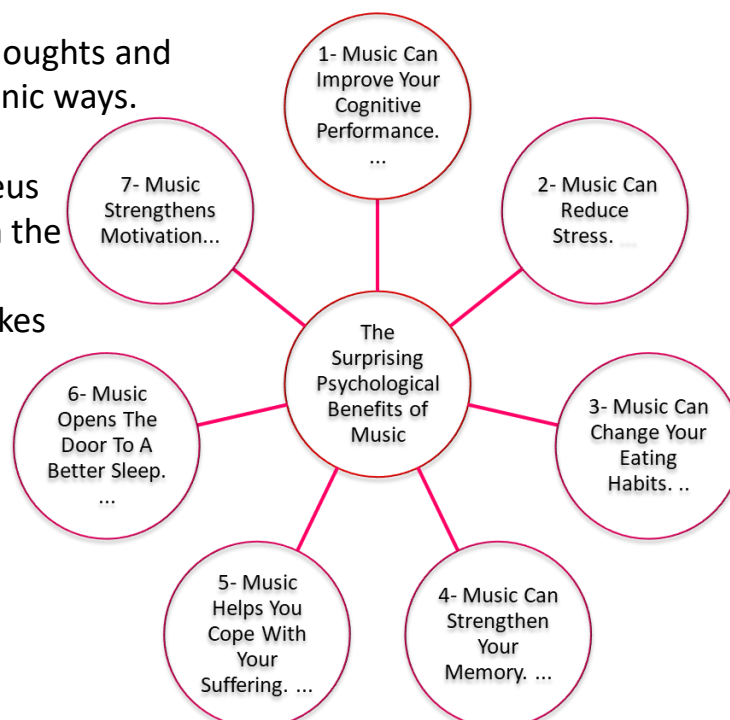 oughts and
nic ways.
eus
the
kes
1- Music Can
Improve Your
Cognitive
Performance.
...
2- Music Can
Reduce
Stress. ...
3- Music Can
Change Your
Eating
Habits. ..
4- Music Can
Strengthen
Your
Memory. ...
5- Music
Helps You
Cope With
Your
Suffering. ...
6- Music
Opens The
Door To A
Better Sleep.
...
7- Music
Strengthens
Motivation...
The
Surprising
Psychological
Benefits of
Music